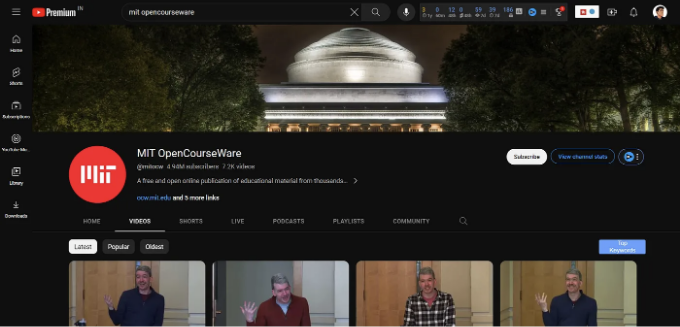 Premium IN
mit opencourseware
Home
Shorts
Subscriptions
YouTube Mu...
Library
Downloads
MIT
MIT OpenCourseWare
@mitocw 4.94M subscribers 7.2K videos
A free and open online publication of educational material from thousands...
ocw.mit.edu and 5 more links
Subscribe
View channel stats
HOME VIDEOS SHORTS LIVE PODCASTS PLAYLISTS COMMUNITY
Latest Popular Oldest
Top
Keywords